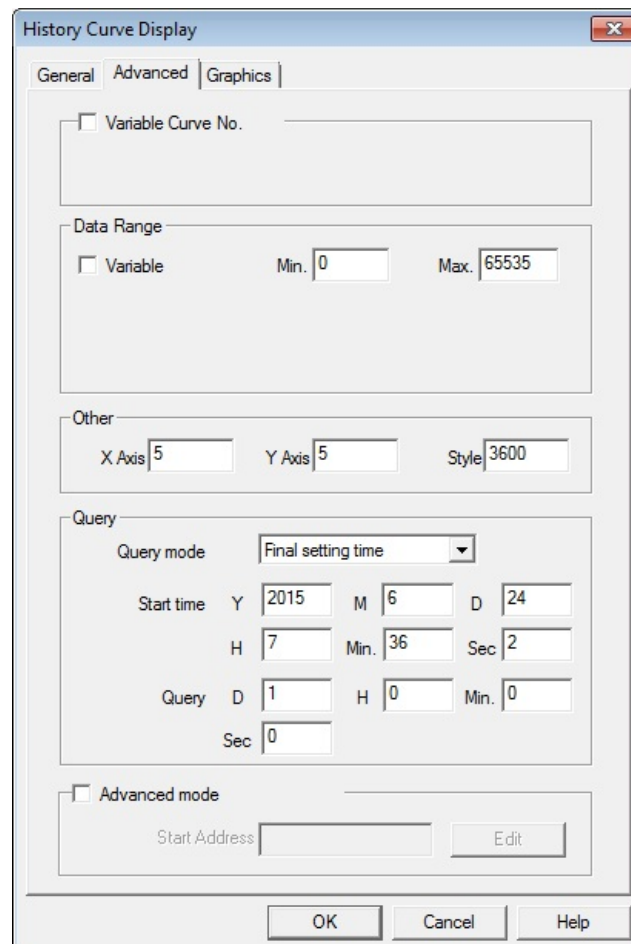 History Curve Display
General Advanced Graphics
Variable Curve No.
Data Range
Variable Min. 0 Max. 65535
Other
X Axis 5 Y Axis 5 Style 3600
Query
Query mode Final setting time
Start time Y 2015 M 6 D 24
H 7 Min. 36 Sec 2
Query D 1 H 0 Min. 0
Sec 0
Advanced mode
Start Address Edit
OK Cancel Help